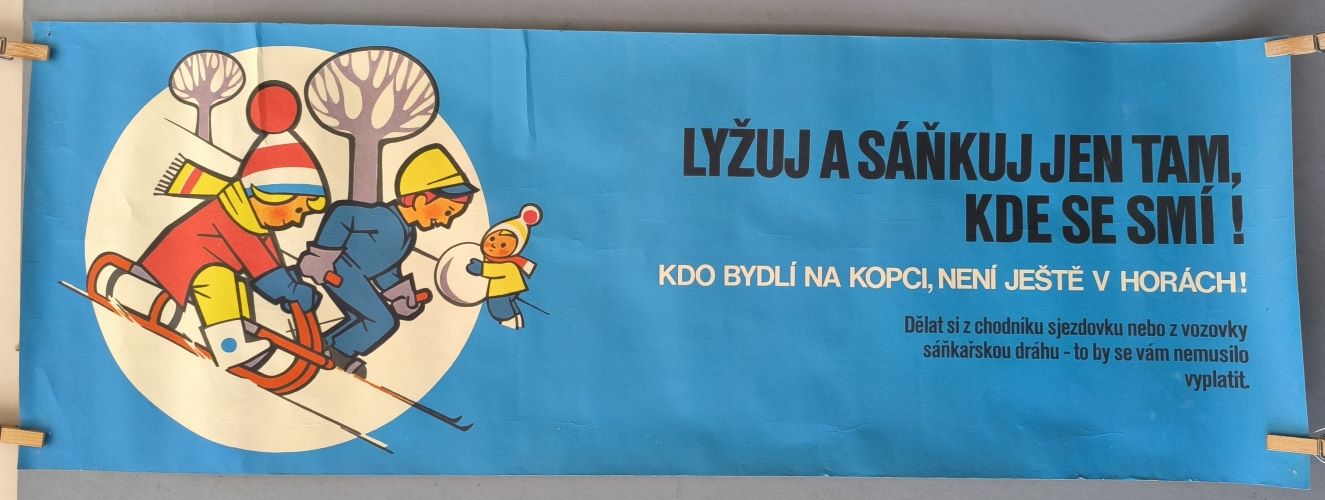 LYŽUJ A SÁŇKUJ JEN TAM,
KDE SE SMÍ !
KDO BYDLÍ NA KOPCI, NENÍ JEŠTĚ V HORÁCH!
Dělat si z chodníku sjezdovku nebo z vozovky
sáňkařskou dráhu - to by se vám nemusilo
vyplatit.